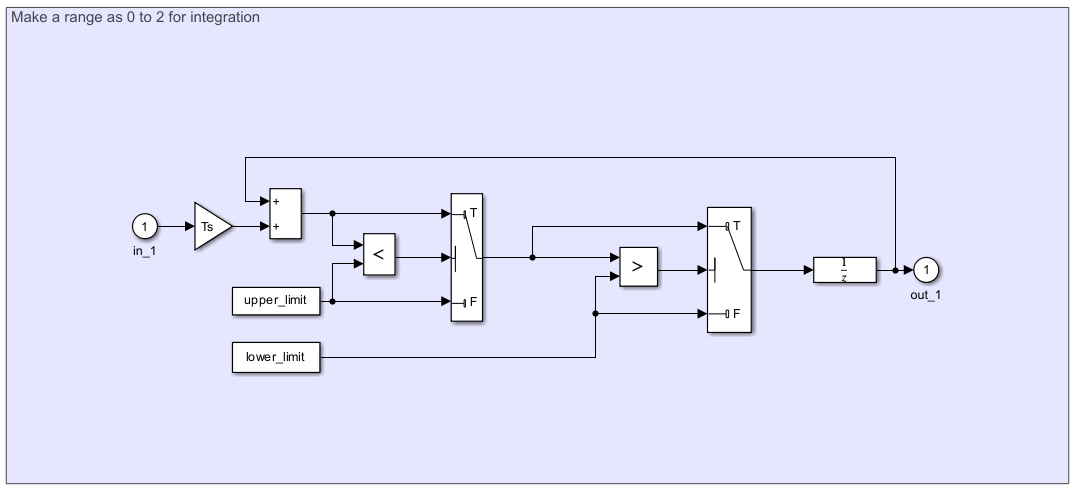 Make a range as 0 to 2 for integration
1
in_1
Ts
+
+
<
T
F
upper_limit
lower_limit
>
T
F
1
z
1
out_1